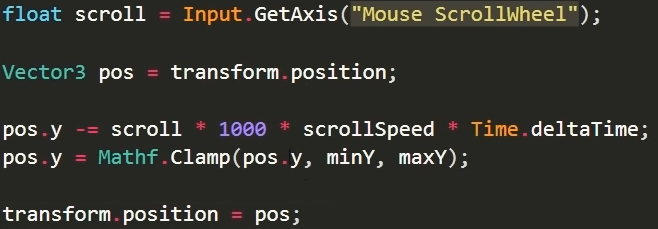 float scroll = Input.GetAxis("Mouse ScrollWheel");
Vector3 pos = transform.position;
pos.y -= scroll * 1000 * scrollSpeed * Time.deltaTime;
pos.y = Mathf.Clamp(pos.y, minY, maxY);
transform.position = pos;